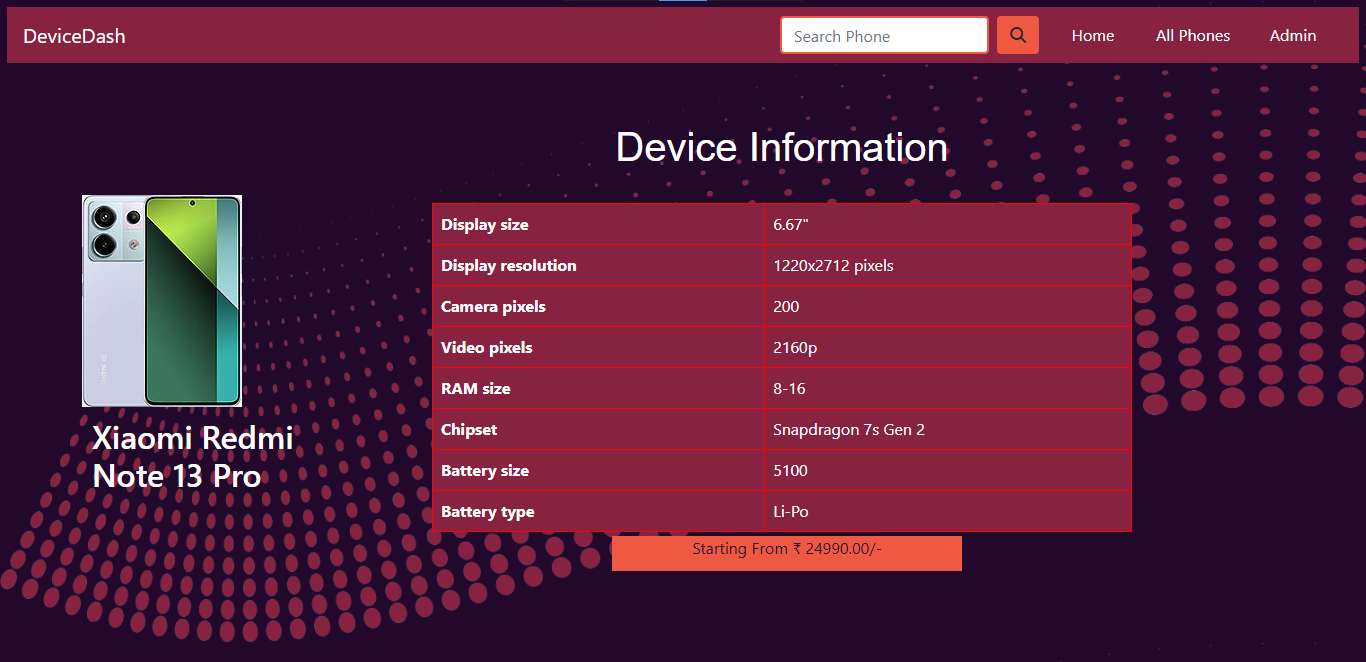 DeviceDash
Search Phone
Home
All Phones
Admin
Device Information
Display size 6.67"
Display resolution 1220x2712 pixels
Camera pixels 200
Video pixels 2160p
RAM size 8-16
Chipset Snapdragon 7s Gen 2
Battery size 5100
Battery type Li-Po
Xiaomi Redmi
Note 13 Pro
Starting From ₹ 24990.00/-